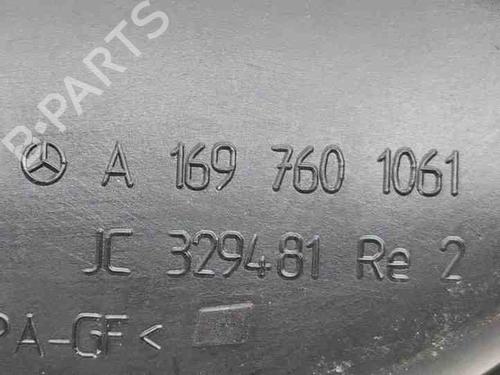 B-PARTS
A 169 760 1061
JC 329481 Re 2
PA-GF<